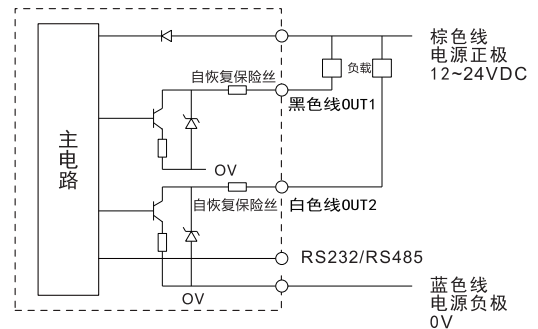 棕色线
电源正极
12~24VDC
自恢复保险丝
负载
黑色线OUT1
主电路
OV
自恢复保险丝
白色线OUT2
RS232/RS485
蓝色线
电源负极
0V
OV